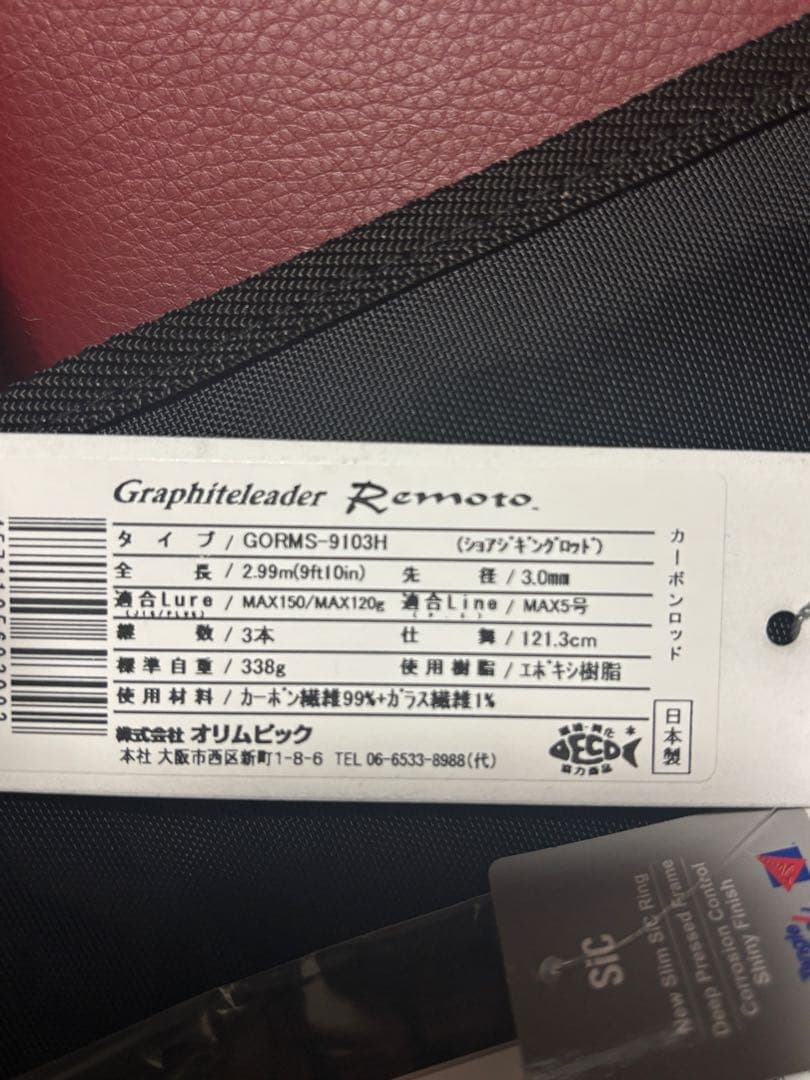 Graphiteleader Remoto
タイプ / GORMS-9103H (ショアジギングロッド)
全長 / 2.99m(9ft10in) 先径 / 3.0mm
適合Lure (JIG/PLUG) / MAX150/MAX120g 適合Line / MAX5号
継数 / 3本 仕舞 / 121.3cm
標準自重 / 338g 使用樹脂 / エポキシ樹脂
使用材料 / カーボン繊維99%+ガラス繊維1%
株式会社 オリムピック
本社 大阪市西区新町1-8-6 TEL 06-6533-8988(代)
カーボンロッド
日本製
ECO
SiC
New Slim SiC Ring
Deep Pressed Frame
Corrosion Control
Shiny Finish